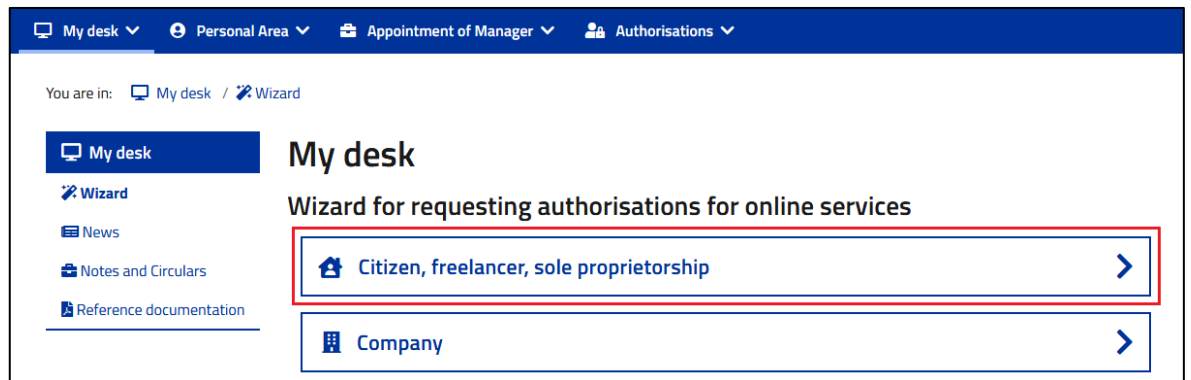 My desk Personal Area Appointment of Manager Authorisations
You are in: My desk / Wizard
My desk
Wizard
News
Notes and Circulars
Reference documentation
My desk
Wizard for requesting authorisations for online services
Citizen, freelancer, sole proprietorship
Company